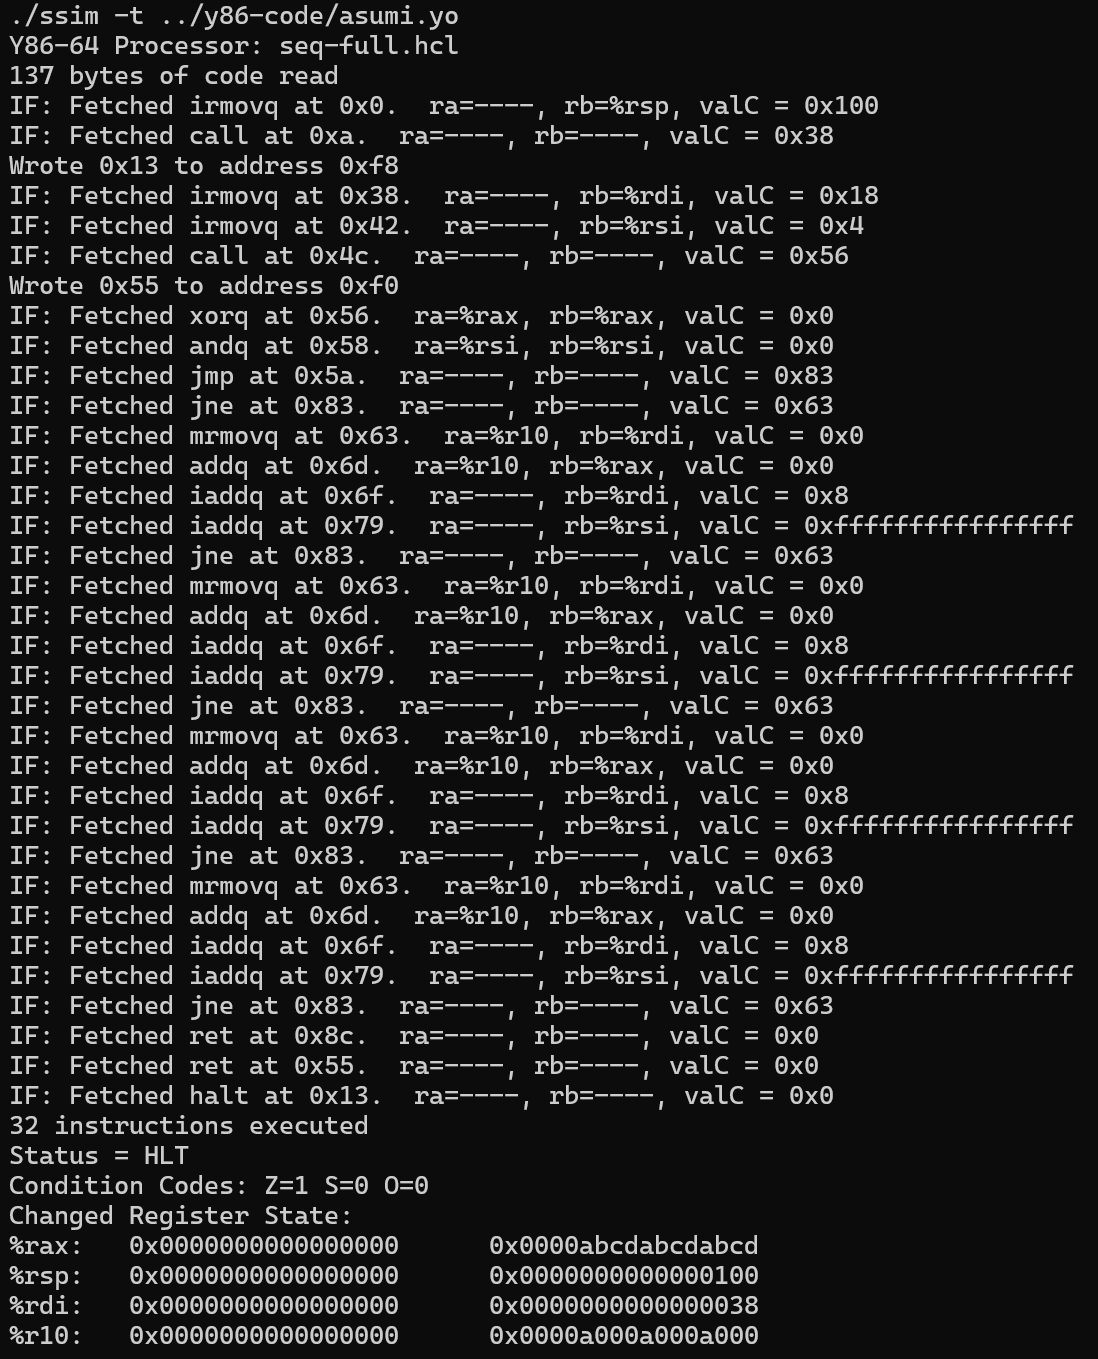 ./ssim -t ../y86-code/asumi.yo
Y86-64 Processor: seq-full.hcl
137 bytes of code read
IF: Fetched irmovq at 0x0.  ra=----, rb=%rsp, valC = 0x100
IF: Fetched call at 0xa.  ra=----, rb=----, valC = 0x38
Wrote 0x13 to address 0xf8
IF: Fetched irmovq at 0x38.  ra=----, rb=%rdi, valC = 0x18
IF: Fetched irmovq at 0x42.  ra=----, rb=%rsi, valC = 0x4
IF: Fetched call at 0x4c.  ra=----, rb=----, valC = 0x56
Wrote 0x55 to address 0xf0
IF: Fetched xorq at 0x56.  ra=%rax, rb=%rax, valC = 0x0
IF: Fetched andq at 0x58.  ra=%rsi, rb=%rsi, valC = 0x0
IF: Fetched jmp at 0x5a.  ra=----, rb=----, valC = 0x83
IF: Fetched jne at 0x83.  ra=----, rb=----, valC = 0x63
IF: Fetched mrmovq at 0x63.  ra=%r10, rb=%rdi, valC = 0x0
IF: Fetched addq at 0x6d.  ra=%r10, rb=%rax, valC = 0x0
IF: Fetched iaddq at 0x6f.  ra=----, rb=%rdi, valC = 0x8
IF: Fetched iaddq at 0x79.  ra=----, rb=%rsi, valC = 0xffffffffffffffff
IF: Fetched jne at 0x83.  ra=----, rb=----, valC = 0x63
IF: Fetched mrmovq at 0x63.  ra=%r10, rb=%rdi, valC = 0x0
IF: Fetched addq at 0x6d.  ra=%r10, rb=%rax, valC = 0x0
IF: Fetched iaddq at 0x6f.  ra=----, rb=%rdi, valC = 0x8
IF: Fetched iaddq at 0x79.  ra=----, rb=%rsi, valC = 0xffffffffffffffff
IF: Fetched jne at 0x83.  ra=----, rb=----, valC = 0x63
IF: Fetched mrmovq at 0x63.  ra=%r10, rb=%rdi, valC = 0x0
IF: Fetched addq at 0x6d.  ra=%r10, rb=%rax, valC = 0x0
IF: Fetched iaddq at 0x6f.  ra=----, rb=%rdi, valC = 0x8
IF: Fetched iaddq at 0x79.  ra=----, rb=%rsi, valC = 0xffffffffffffffff
IF: Fetched jne at 0x83.  ra=----, rb=----, valC = 0x63
IF: Fetched mrmovq at 0x63.  ra=%r10, rb=%rdi, valC = 0x0
IF: Fetched addq at 0x6d.  ra=%r10, rb=%rax, valC = 0x0
IF: Fetched iaddq at 0x6f.  ra=----, rb=%rdi, valC = 0x8
IF: Fetched iaddq at 0x79.  ra=----, rb=%rsi, valC = 0xffffffffffffffff
IF: Fetched jne at 0x83.  ra=----, rb=----, valC = 0x63
IF: Fetched ret at 0x8c.  ra=----, rb=----, valC = 0x0
IF: Fetched ret at 0x55.  ra=----, rb=----, valC = 0x0
IF: Fetched halt at 0x13.  ra=----, rb=----, valC = 0x0
32 instructions executed
Status = HLT
Condition Codes: Z=1 S=0 O=0
Changed Register State:
%rax:   0x0000000000000000      0x0000abcdabcdabcd
%rsp:   0x0000000000000000      0x0000000000000100
%rdi:   0x0000000000000000      0x0000000000000038
%r10:   0x0000000000000000      0x0000a000a000a000